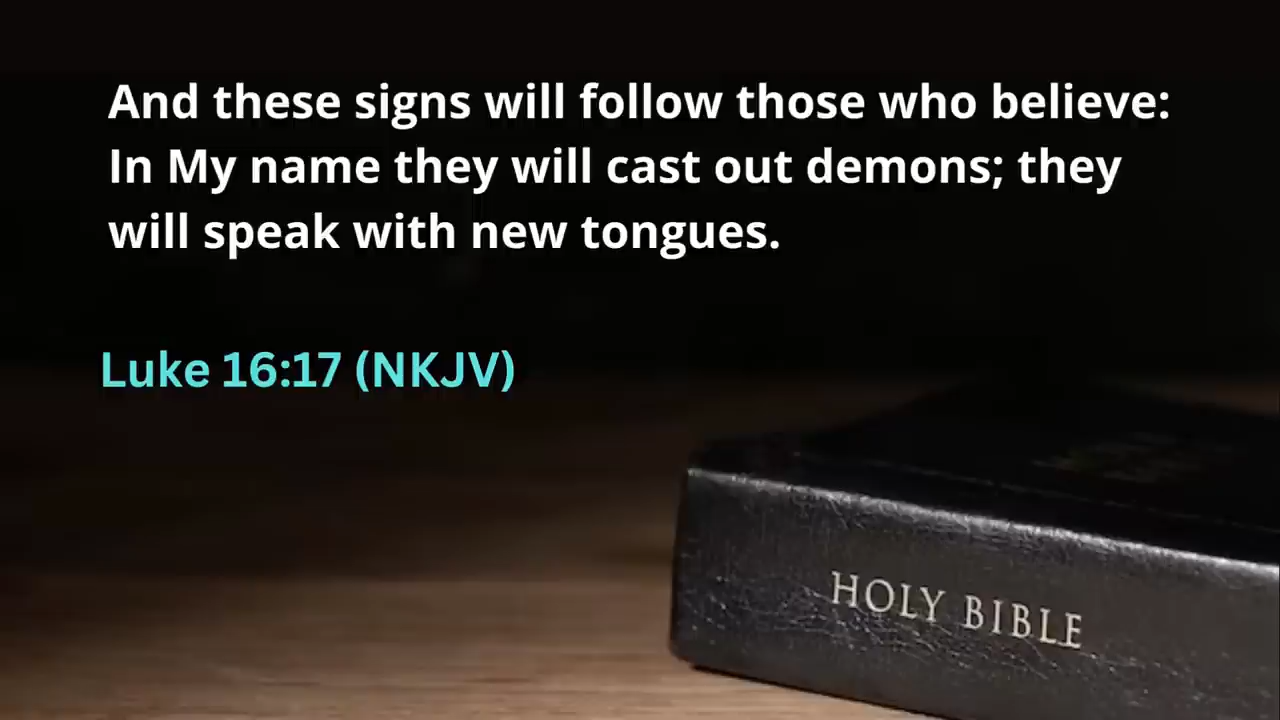 And these signs will follow those who believe:
In My name they will cast out demons; they
will speak with new tongues.
Luke 16:17 (NKJV)
HOLY BIBLE